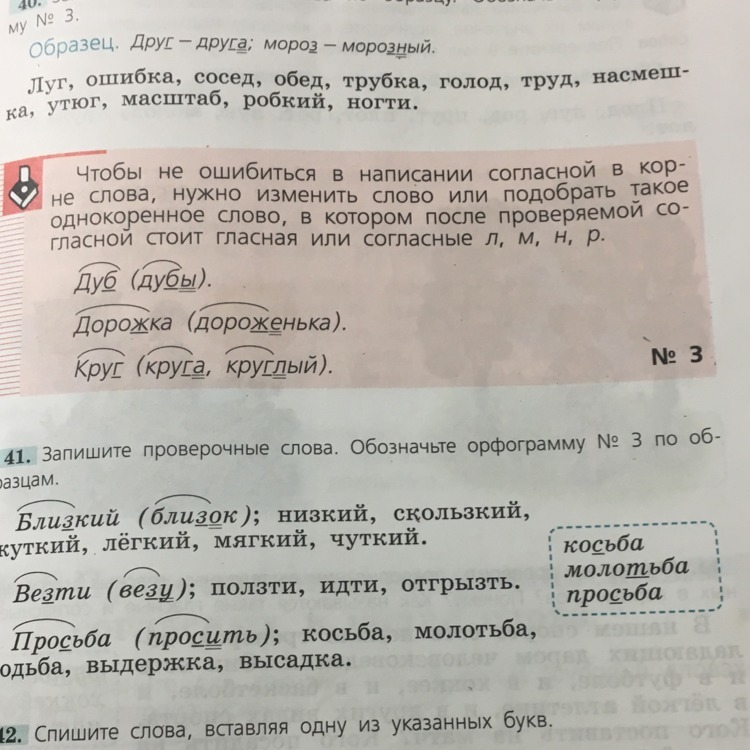 му № 3.
Образец. Друг – друга; мороз – морозный.
Луг, ошибка, сосед, обед, трубка, голод, труд, насмеш-
ка, утюг, масштаб, робкий, ногти.
Чтобы не ошибиться в написании согласной в кор-
не слова, нужно изменить слово или подобрать такое
однокоренное слово, в котором после проверяемой со-
гласной стоит гласная или согласные л, м, н, р.
Дуб (дубы).
Дорожка (дороженька).
Круг (круга, круглый).
№ 3
41. Запишите проверочные слова. Обозначьте орфограмму № 3 по об-
разцам.
Близкий (близок); низкий, скользкий,
жуткий, лёгкий, мягкий, чуткий.
Везти (везу); ползти, идти, отгрызть.
Просьба (просить); косьба, молотьба,
одьба, выдержка, высадка.
косьба
молотьба
просьба
42. Спишите слова, вставляя одну из указанных букв.